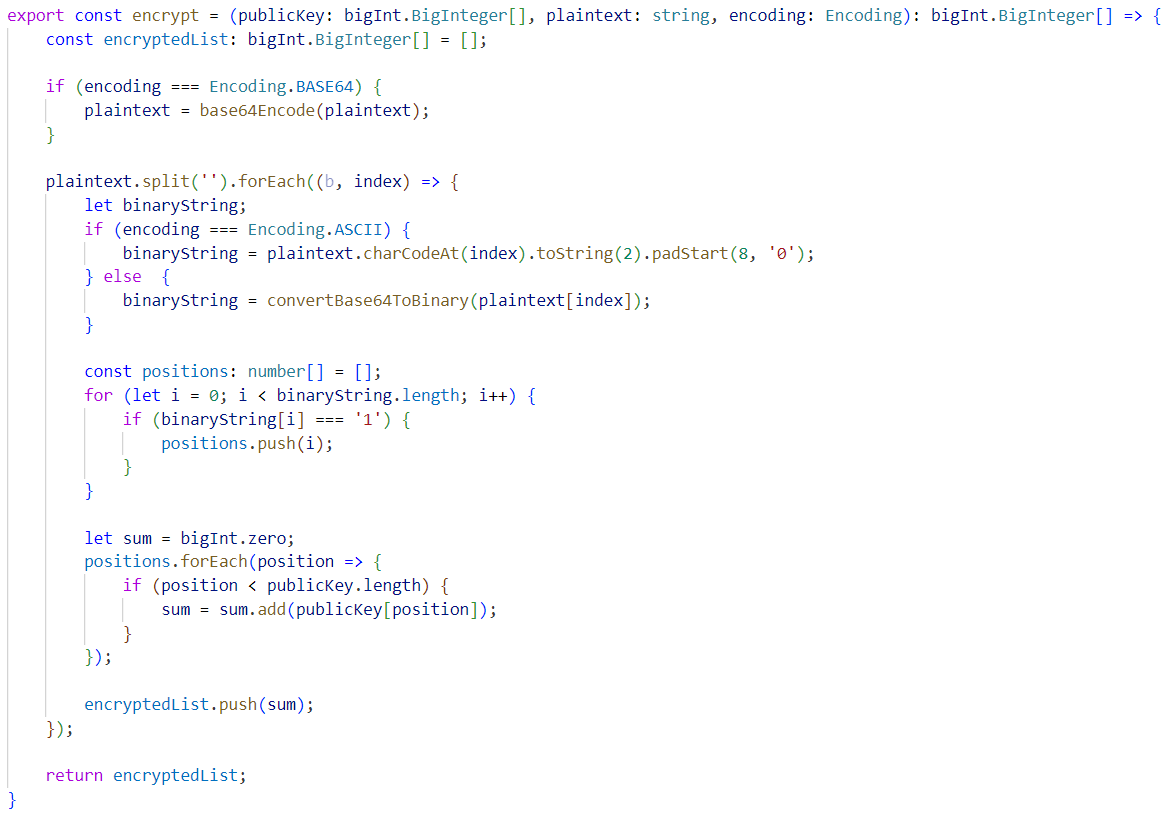 export const encrypt = (publicKey: bigInt.BigInteger[], plaintext: string, encoding: Encoding): bigInt.BigInteger[] => {
    const encryptedList: bigInt.BigInteger[] = [];

    if (encoding === Encoding.BASE64) {
        plaintext = base64Encode(plaintext);
    }

    plaintext.split('').forEach((b, index) => {
        let binaryString;
        if (encoding === Encoding.ASCII) {
            binaryString = plaintext.charCodeAt(index).toString(2).padStart(8, '0');
        } else  {
            binaryString = convertBase64ToBinary(plaintext[index]);
        }

        const positions: number[] = [];
        for (let i = 0; i < binaryString.length; i++) {
            if (binaryString[i] === '1') {
                positions.push(i);
            }
        }

        let sum = bigInt.zero;
        positions.forEach(position => {
            if (position < publicKey.length) {
                sum = sum.add(publicKey[position]);
            }
        });

        encryptedList.push(sum);
    });

    return encryptedList;
}